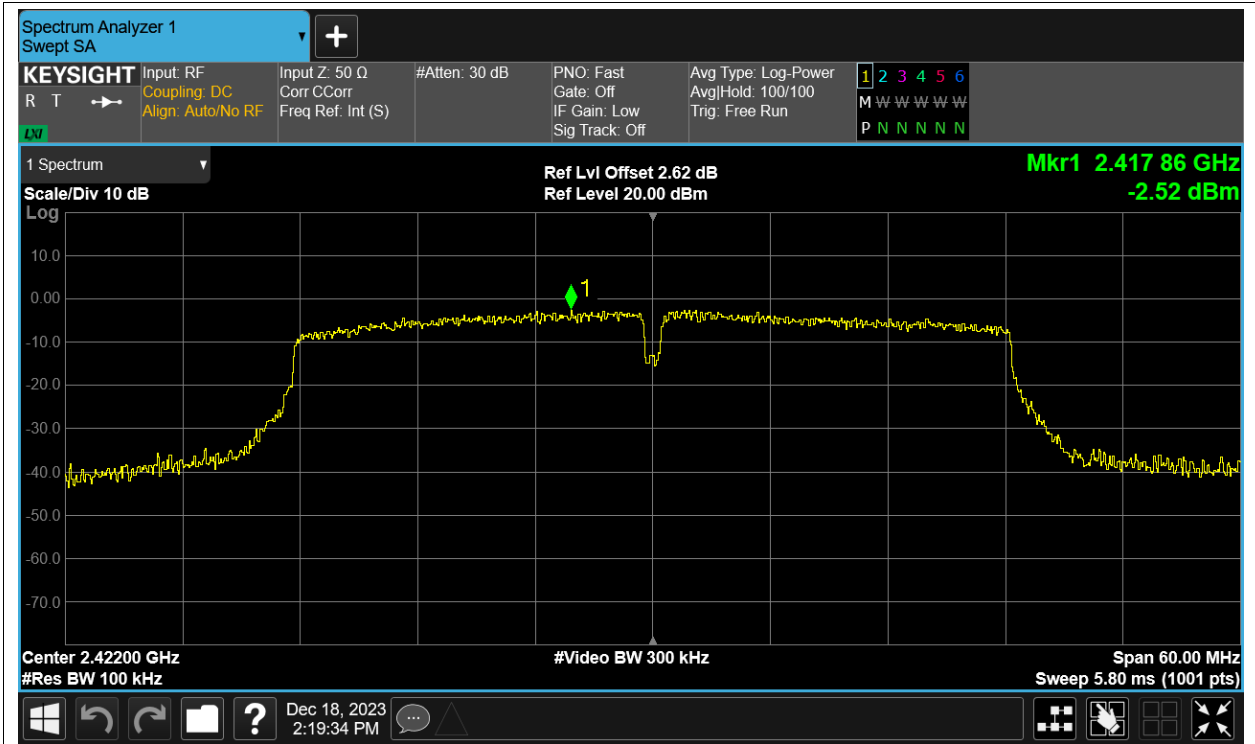 Spectrum Analyzer 1
Swept SA
KEYSIGHT
R T
LXI
Input: RF
Coupling: DC
Align: Auto/No RF
Input Z: 50 Ω
Corr CCorr
Freq Ref: Int (S)
#Atten: 30 dB
PNO: Fast
Gate: Off
IF Gain: Low
Sig Track: Off
Avg Type: Log-Power
Avg|Hold: 100/100
Trig: Free Run
1 2 3 4 5 6
M W W W W W W
P N N N N N N
1 Spectrum
Scale/Div 10 dB
Log
Ref Lvl Offset 2.62 dB
Ref Level 20.00 dBm
Mkr1 2.417 86 GHz
-2.52 dBm
10.0
0.00
-10.0
-20.0
-30.0
-40.0
-50.0
-60.0
-70.0
1
Center 2.42200 GHz
#Res BW 100 kHz
#Video BW 300 kHz
Span 60.00 MHz
Sweep 5.80 ms (1001 pts)
?
Dec 18, 2023
2:19:34 PM